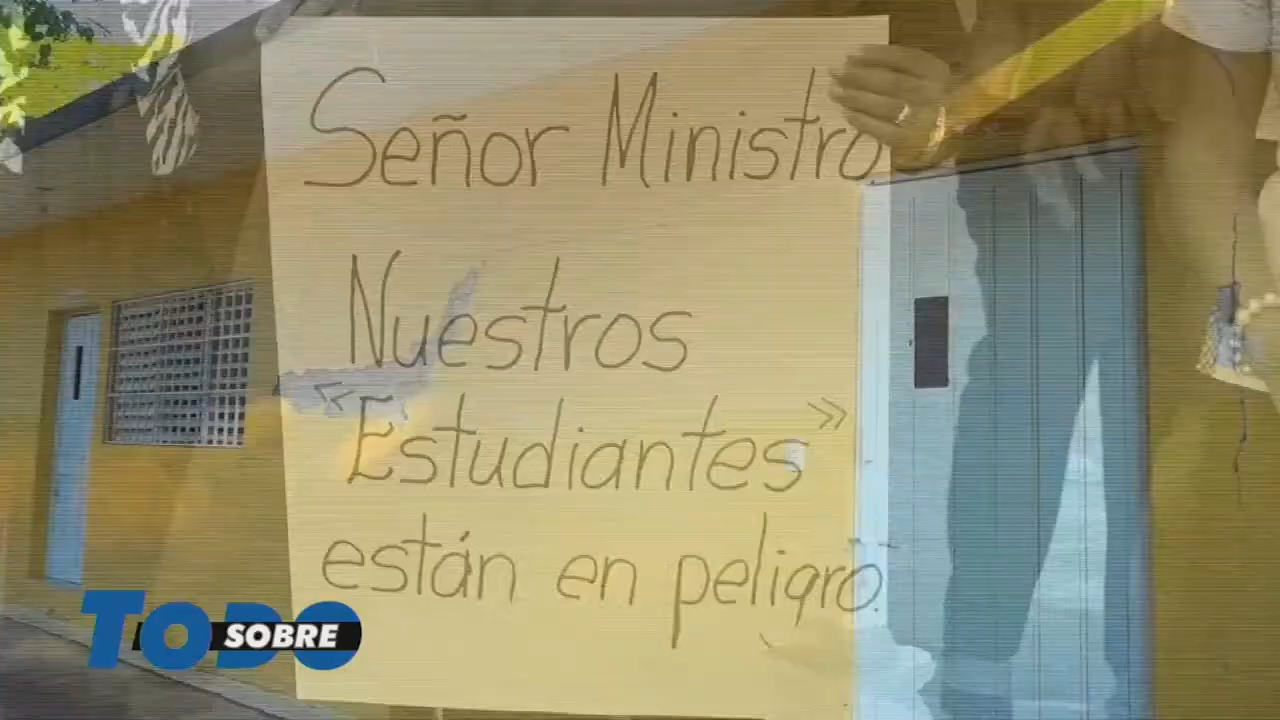 Señor Ministro.
Nuestros
«"Estudiantes"»
están en peligro.
TODO
SOBRE